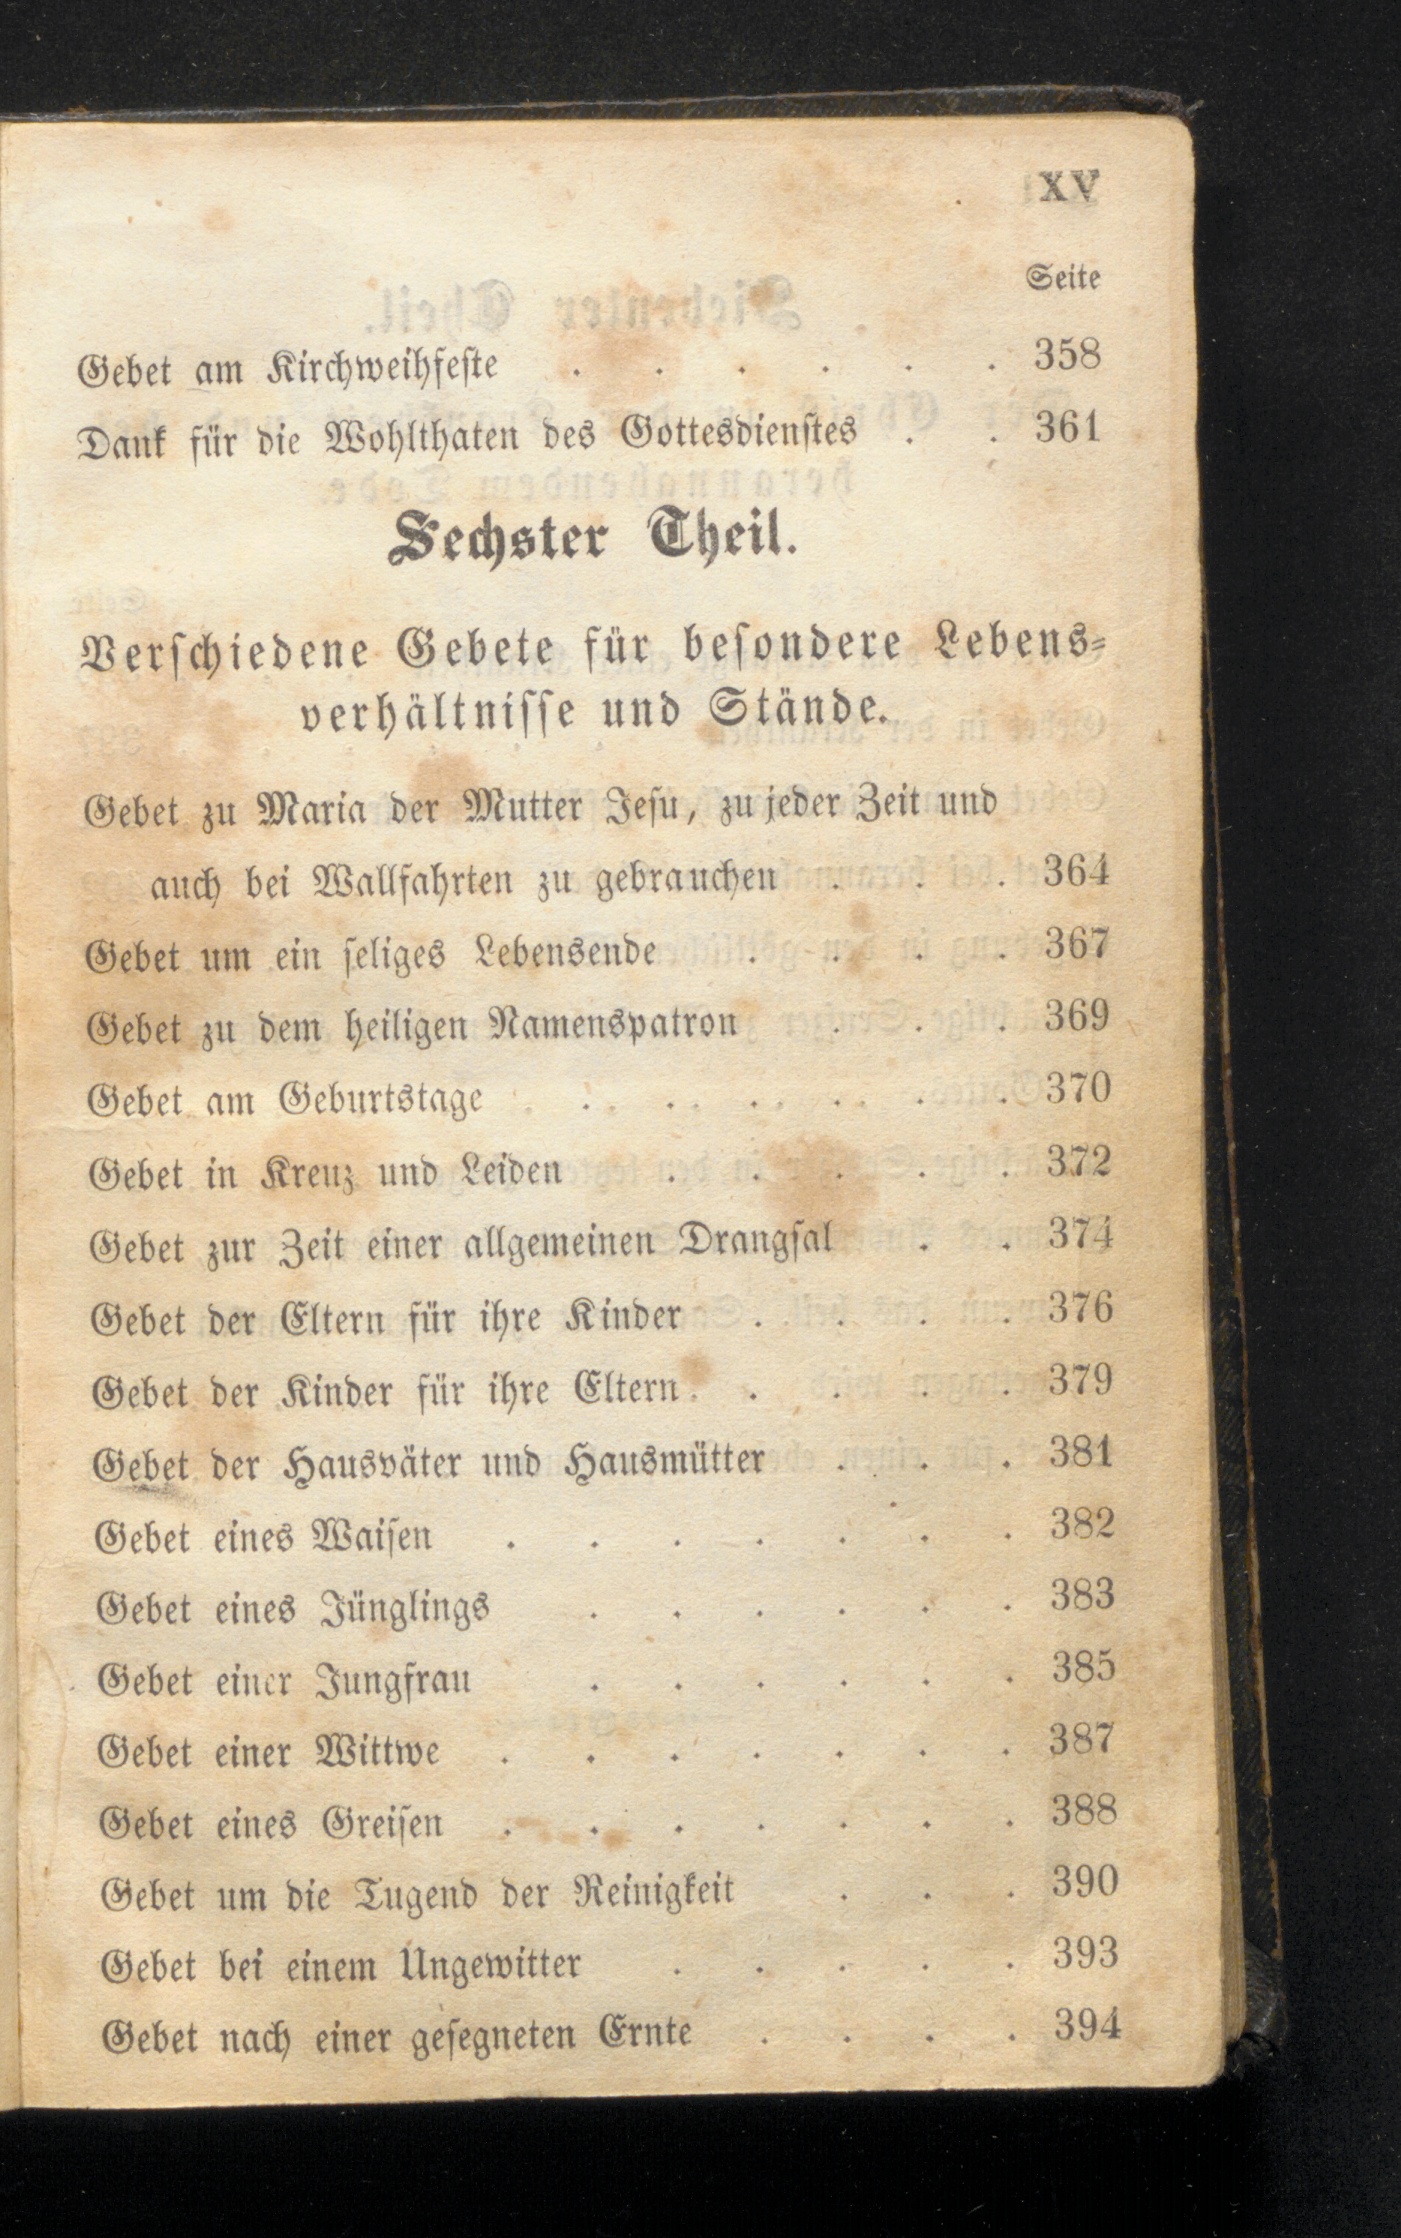 XV
Seite
Gebet am Kirchweihfeſte . . . . . . 358
Dank für die Wohlthaten des Gottesdienſtes . . 361
Sechster Theil.
Verſchiedene Gebete für beſondere Lebens-
verhältniſſe und Stände.
Gebet zu Maria der Mutter Jeſu, zu jeder Zeit und
auch bei Wallfahrten zu gebrauchen . . . 364
Gebet um ein ſeliges Lebensende . . . . 367
Gebet zu dem heiligen Namenspatron . . . 369
Gebet am Geburtstage . . . . . . 370
Gebet in Kreuz und Leiden . . . . . 372
Gebet zur Zeit einer allgemeinen Drangſal . . 374
Gebet der Eltern für ihre Kinder . . . . 376
Gebet der Kinder für ihre Eltern . . . . . 379
Gebet der Hausväter und Hausmütter . . . 381
Gebet eines Waiſen . . . . . . . 382
Gebet eines Jünglings . . . . . . 383
Gebet einer Jungfrau . . . . . . 385
Gebet einer Wittwe . . . . . . . 387
Gebet eines Greiſen . . . . . . . 388
Gebet um die Tugend der Reinigkeit . . . 390
Gebet bei einem Ungewitter . . . . . 393
Gebet nach einer geſegneten Ernte . . . . 394